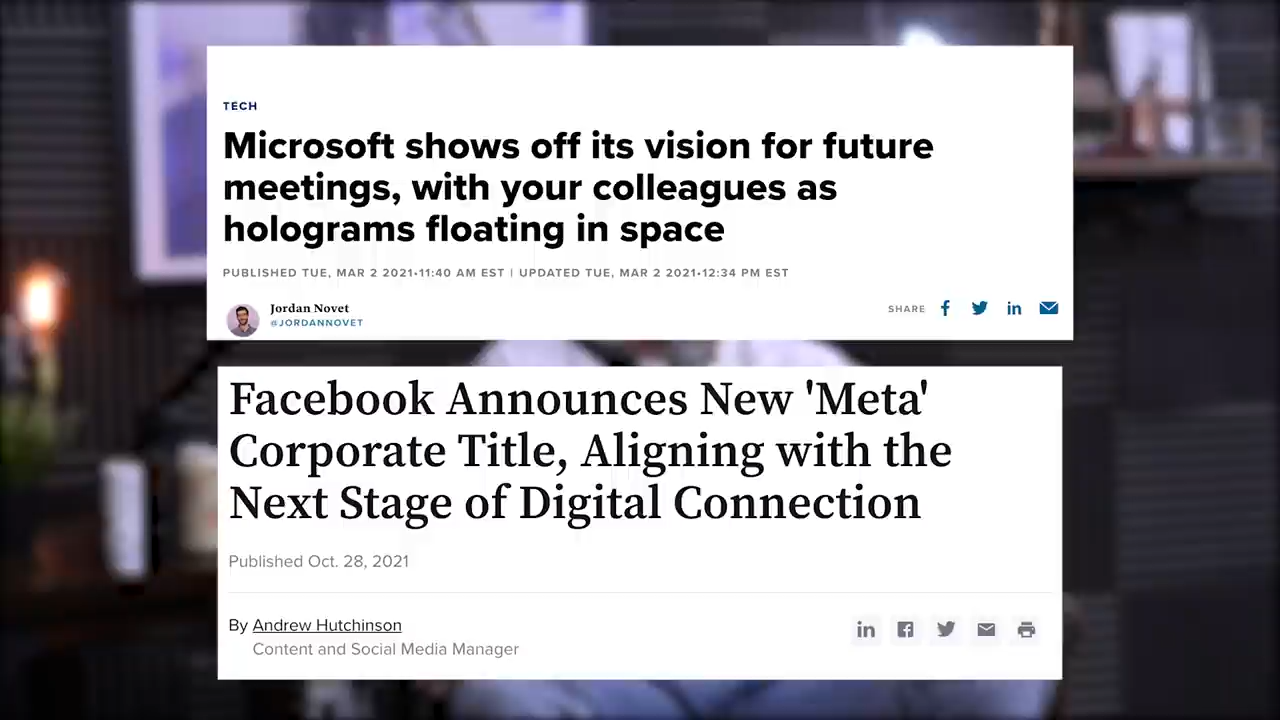 TECH
Microsoft shows off its vision for future
meetings, with your colleagues as
holograms floating in space
PUBLISHED TUE, MAR 2 2021•11:40 AM EST | UPDATED TUE, MAR 2 2021•12:34 PM EST
Jordan Novet
@JORDANNOVET
SHARE
Facebook Announces New 'Meta'
Corporate Title, Aligning with the
Next Stage of Digital Connection
Published Oct. 28, 2021
By Andrew Hutchinson
Content and Social Media Manager